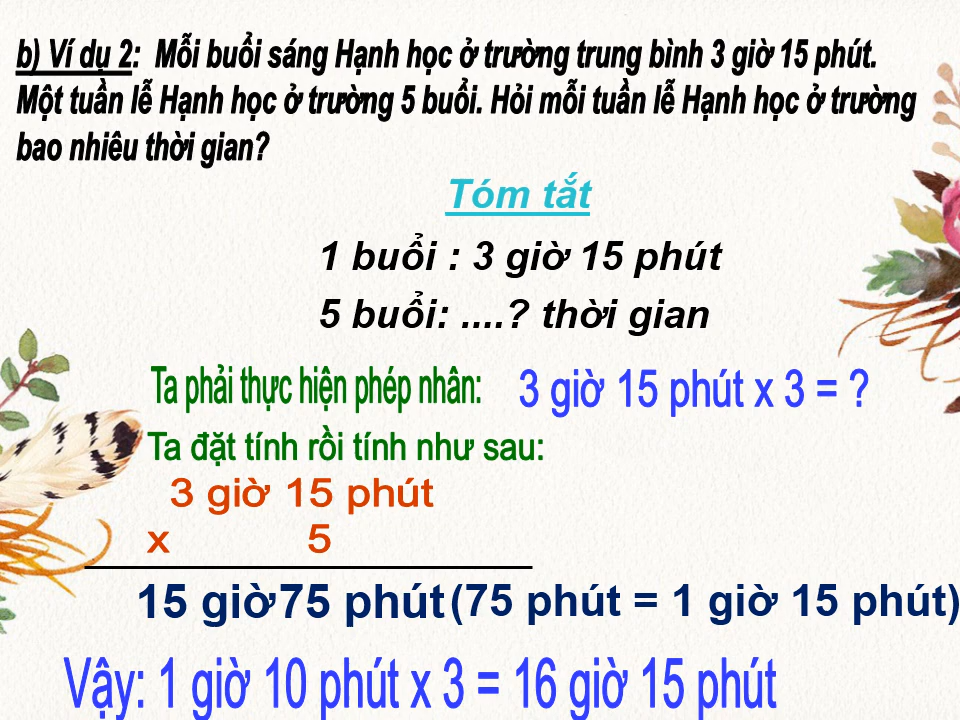 b) Ví dụ 2: Mỗi buổi sáng Hạnh học ở trường trung bình 3 giờ 15 phút.
Một tuần lễ Hạnh học ở trường 5 buổi. Hỏi mỗi tuần lễ Hạnh học ở trường
bao nhiêu thời gian?
Tóm tắt
1 buổi : 3 giờ 15 phút
5 buổi: ....? thời gian
Ta phải thực hiện phép nhân: 3 giờ 15 phút x 3 = ?
Ta đặt tính rồi tính như sau:
3 giờ 15 phút
x 5
15 giờ 75 phút (75 phút = 1 giờ 15 phút)
Vậy: 1 giờ 10 phút x 3 = 16 giờ 15 phút